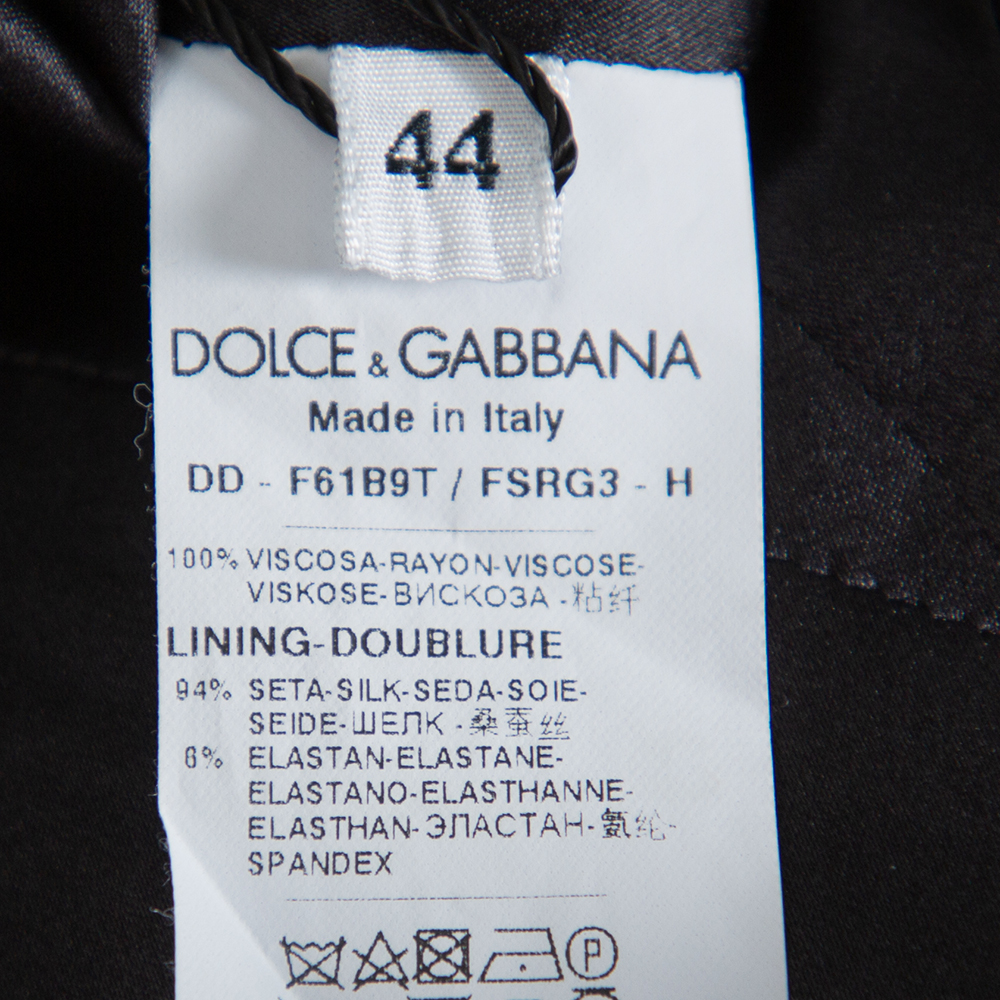 44
DOLCE & GABBANA
Made in Italy
DD - F61B9T / FSRG3 - H
100% VISCOSA-RAYON-VISCOSE-
VISKOSE-ВИСКОЗА -粘纤
LINING-DOUBLURE
94% SETA-SILK-SEDA-SOIE-
SEIDE-ШЕЛК -桑蚕丝
6% ELASTAN-ELASTANE-
ELASTANO-ELASTHANNE-
ELASTHAN-ЭЛАСТАН-氨纶-
SPANDEX
P